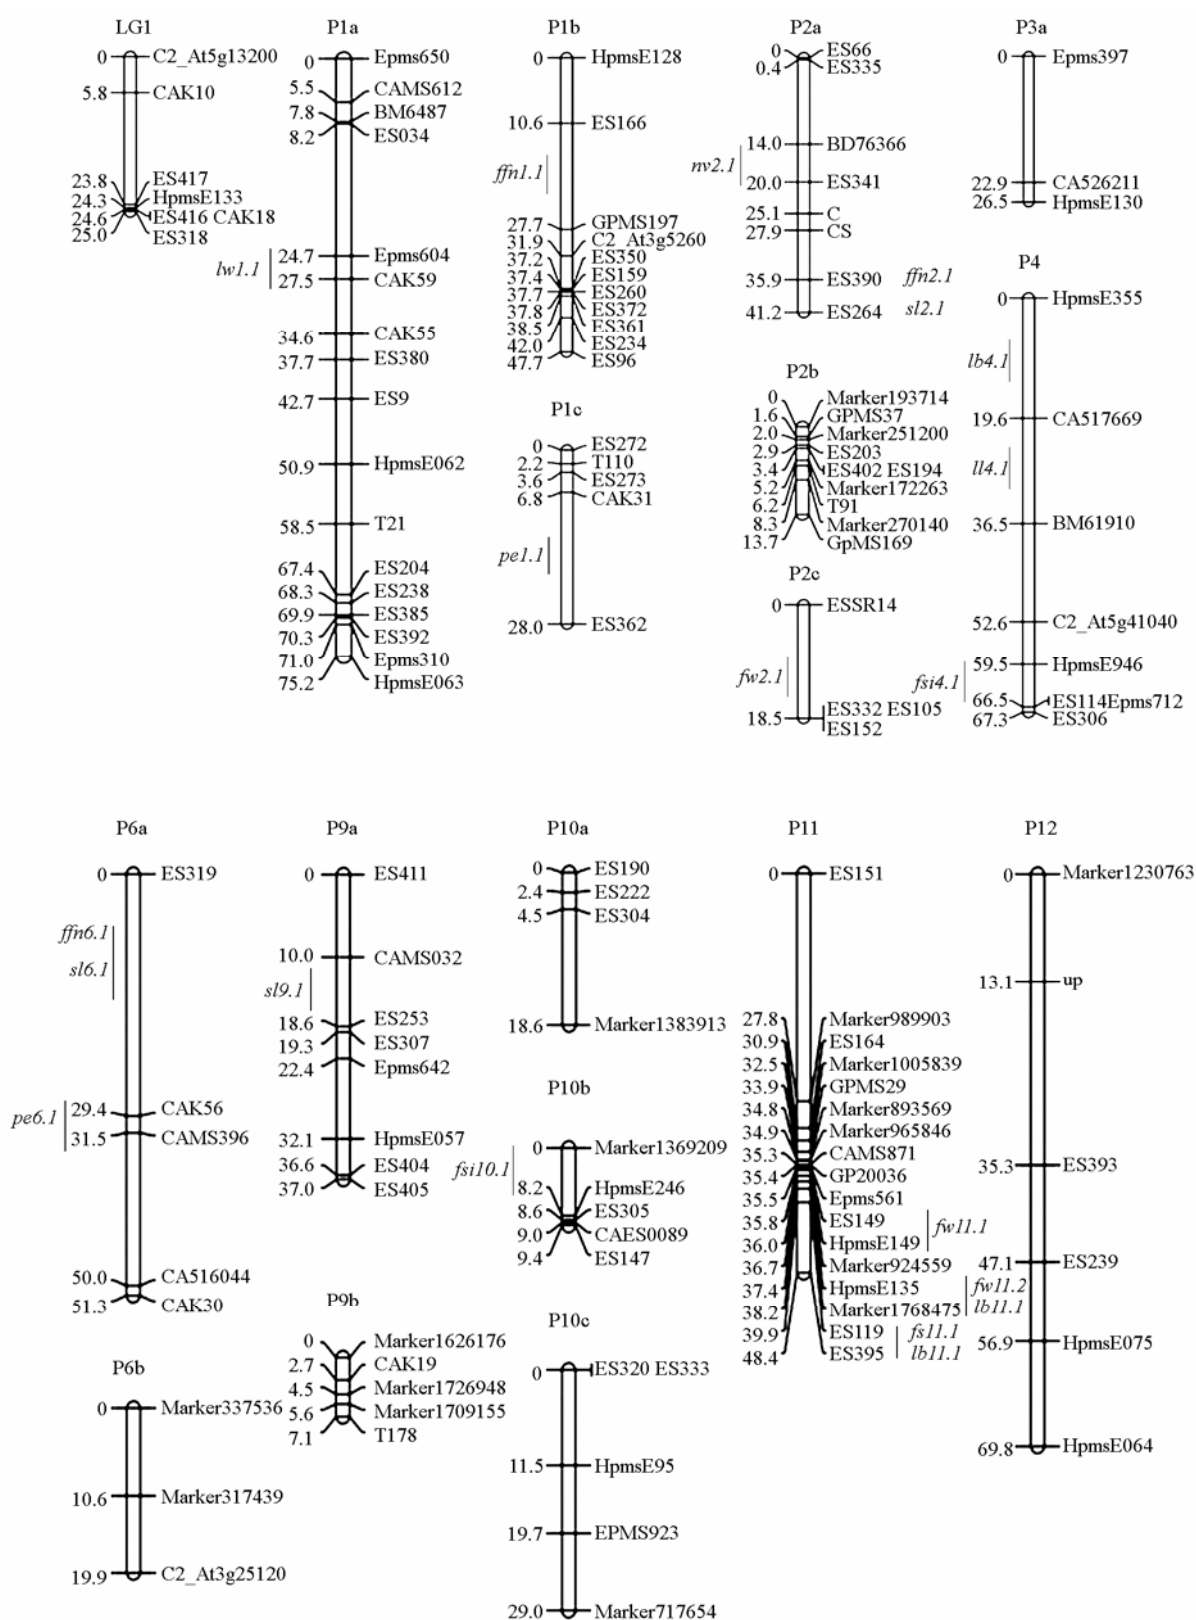 LG1
0 C2_At5g13200
5.8 CAK10
23.8 ES417
24.3 HpmsE133
24.6 ES416 CAK18
25.0 ES318
P1a
0 Epms650
5.5 CAMS612
7.8 BM6487
8.2 ES034
lw1.1
24.7 Epms604
27.5 CAK59
34.6 CAK55
37.7 ES380
42.7 ES9
50.9 HpmsE062
58.5 T21
67.4 ES204
68.3 ES238
69.9 ES385
70.3 ES392
71.0 Epms310
75.2 HpmsE063
P1b
0 HpmsE128
10.6 ES166
ffn1.1
27.7 GPMS197
31.9 C2_At3g5260
37.2 ES350
37.4 ES159
37.7 ES260
37.8 ES372
38.5 ES361
42.0 ES234
47.7 ES96
P1c
0 ES272
2.2 T110
3.6 ES273
6.8 CAK31
pe1.1
28.0 ES362
P2a
0 ES66
0.4 ES335
14.0 BD76366
nv2.1
20.0 ES341
25.1 C
27.9 CS
35.9 ES390 ffn2.1
41.2 ES264 sl2.1
P2b
0 Marker193714
1.6 GPMS37
2.0 Marker251200
2.9 ES203
3.4 ES402 ES194
5.2 Marker172263
6.2 T91
8.3 Marker270140
13.7 GpMS169
P2c
0 ESSR14
fw2.1
18.5 ES332 ES105
ES152
P3a
0 Epms397
22.9 CA526211
26.5 HpmsE130
P4
0 HpmsE355
lb4.1
19.6 CA517669
ll4.1
36.5 BM61910
52.6 C2_At5g41040
59.5 HpmsE946
fsi4.1
66.5 ES114Epms712
67.3 ES306
P6a
0 ES319
ffn6.1
sl6.1
pe6.1
29.4 CAK56
31.5 CAMS396
50.0 CA516044
51.3 CAK30
P6b
0 Marker337536
10.6 Marker317439
19.9 C2_At3g25120
P9a
0 ES411
10.0 CAMS032
sl9.1
18.6 ES253
19.3 ES307
22.4 Epms642
32.1 HpmsE057
36.6 ES404
37.0 ES405
P9b
0 Marker1626176
2.7 CAK19
4.5 Marker1726948
5.6 Marker1709155
7.1 T178
P10a
0 ES190
2.4 ES222
4.5 ES304
18.6 Marker1383913
P10b
0 Marker1369209
fsi10.1
8.2 HpmsE246
8.6 ES305
9.0 CAES0089
9.4 ES147
P10c
0 ES320 ES333
11.5 HpmsE95
19.7 EPMS923
29.0 Marker717654
P11
0 ES151
27.8 Marker989903
30.9 ES164
32.5 Marker1005839
33.9 GPMS29
34.8 Marker893569
34.9 Marker965846
35.3 CAMS871
35.4 GP20036
35.5 Epms561
35.8 ES149
fw11.1
36.0 HpmsE149
36.7 Marker924559
37.4 HpmsE135 fw11.2
38.2 Marker1768475 lb11.1
39.9 ES119 fs11.1
48.4 ES395 lb11.1
P12
0 Marker1230763
13.1 up
35.3 ES393
47.1 ES239
56.9 HpmsE075
69.8 HpmsE064